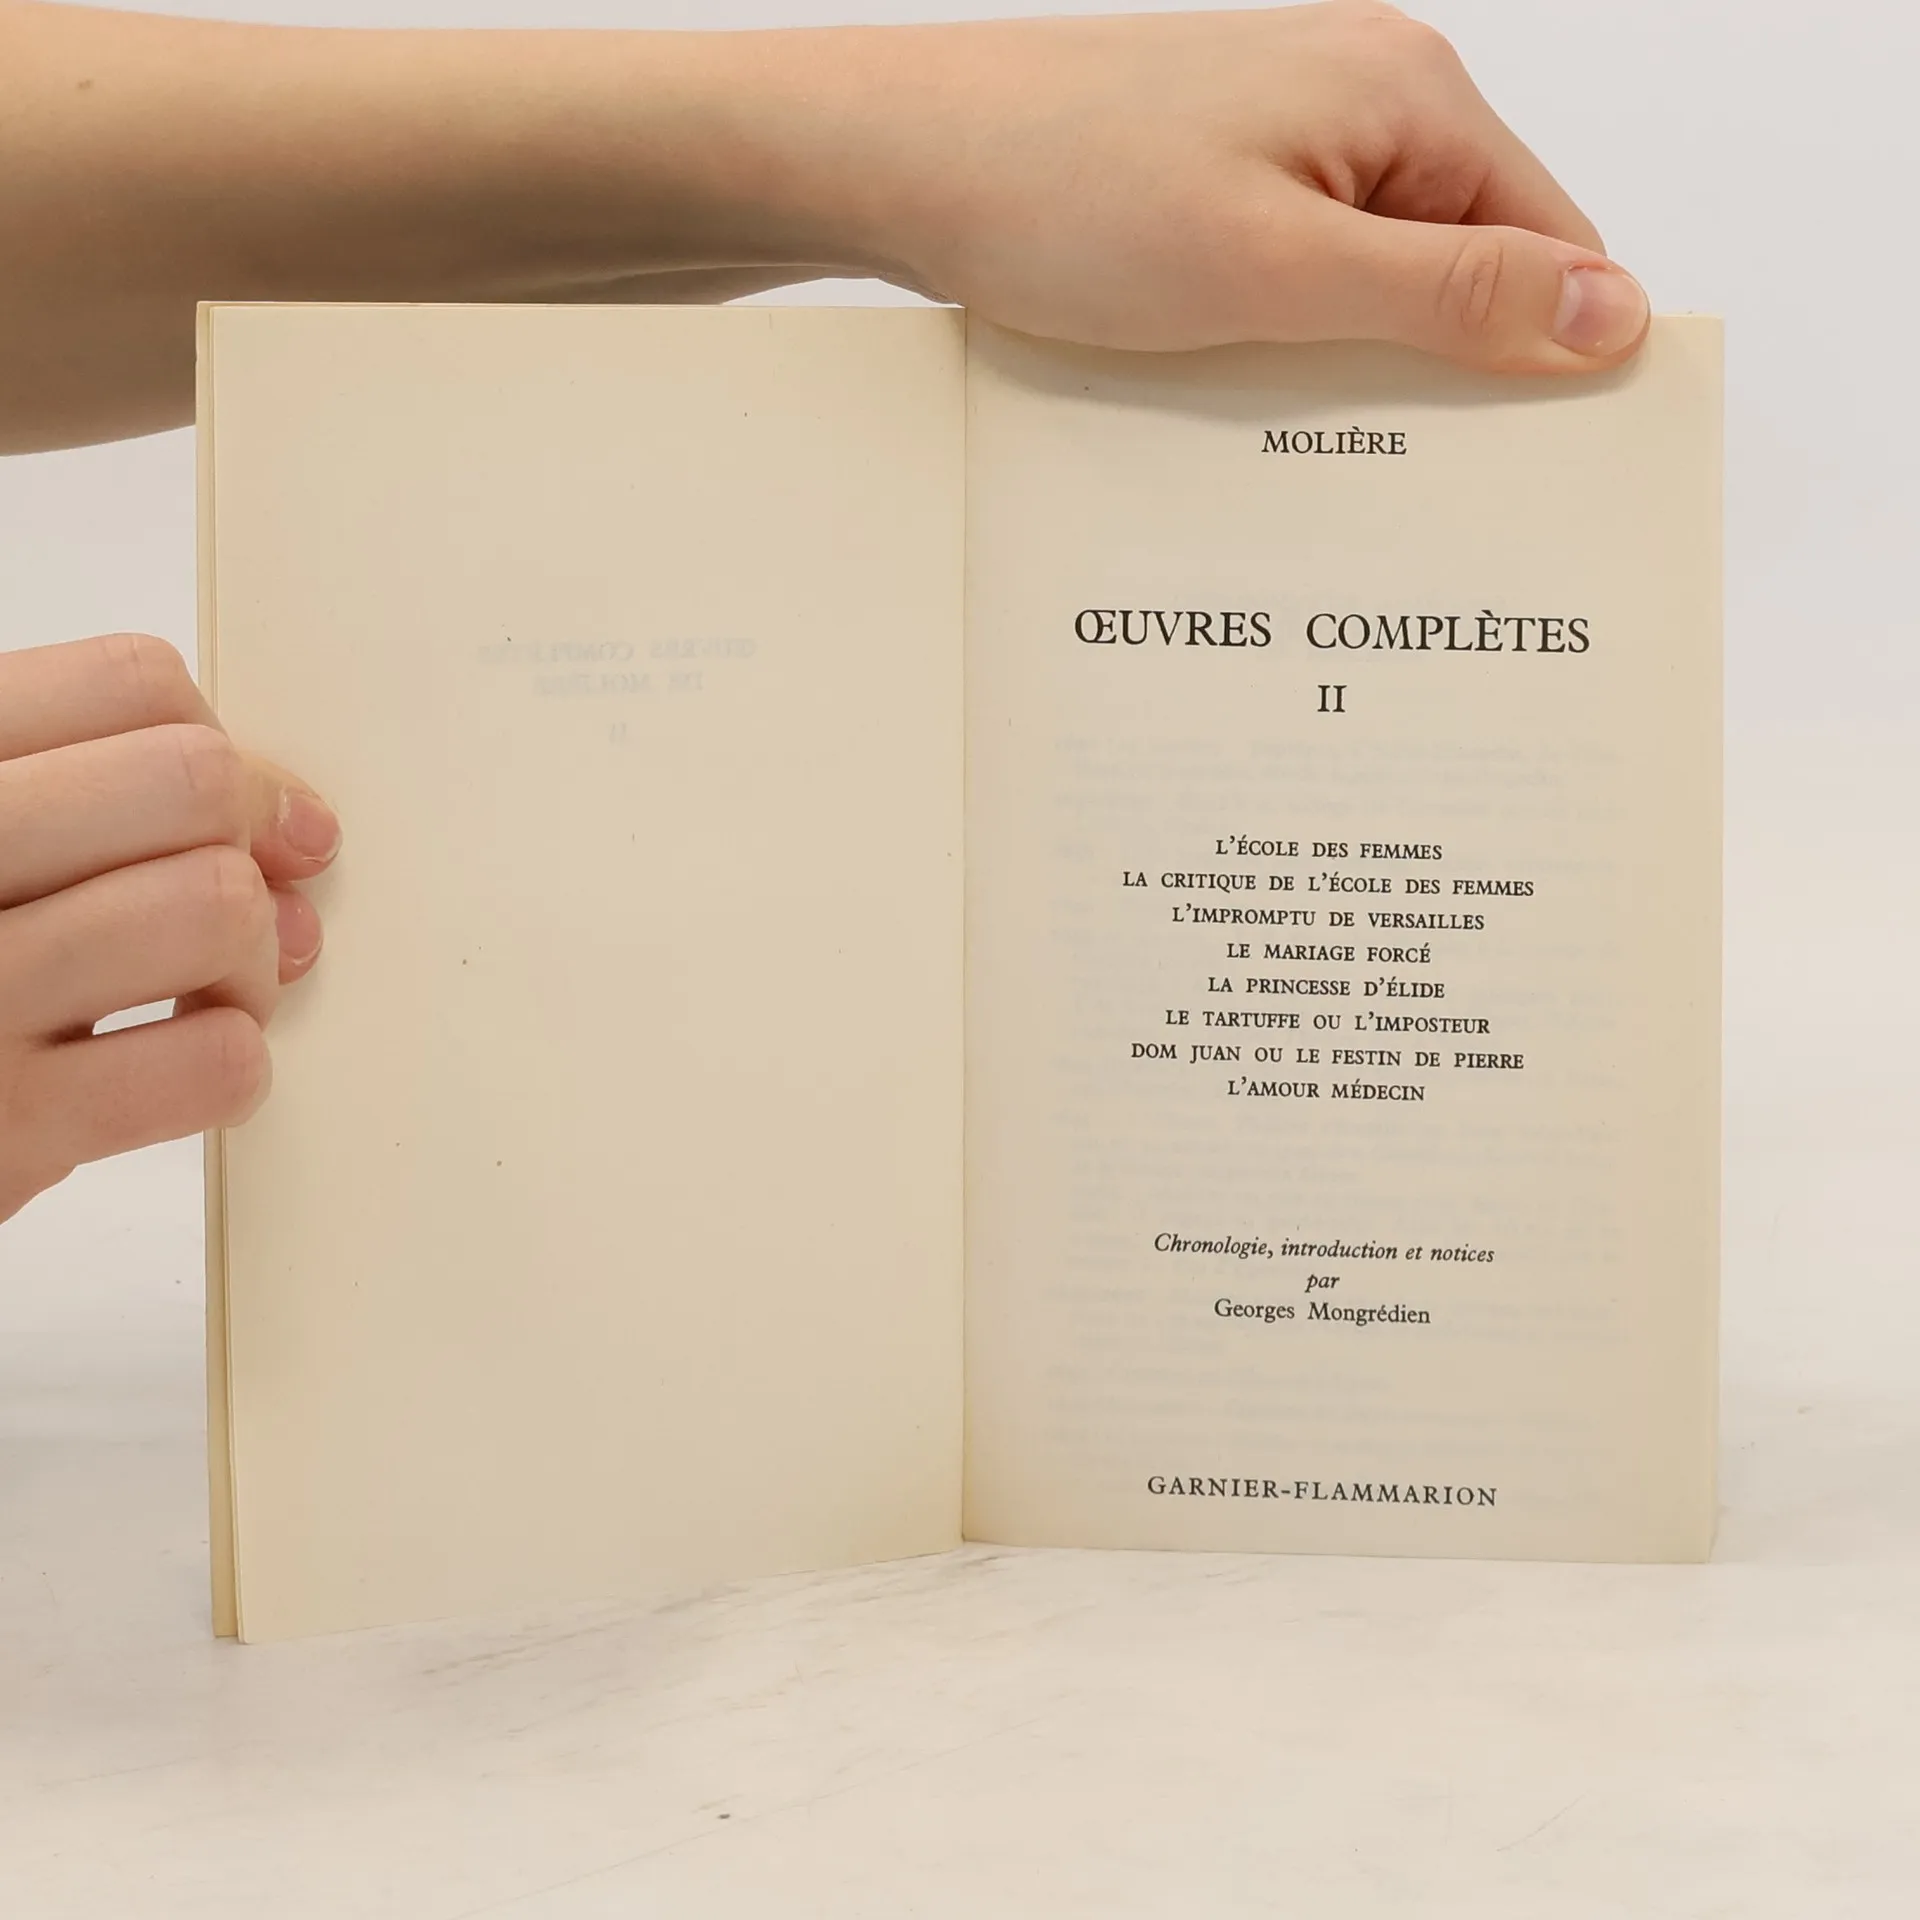 MOLIÈRE
ŒUVRES COMPLÈTES
II
L'ÉCOLE DES FEMMES
LA CRITIQUE DE L'ÉCOLE DES FEMMES
L'IMPROMPTU DE VERSAILLES
LE MARIAGE FORCÉ
LA PRINCESSE D'ÉLIDE
LE TARTUFFE OU L'IMPOSTEUR
DOM JUAN OU LE FESTIN DE PIERRE
L'AMOUR MÉDECIN
Chronologie, introduction et notices
par
Georges Mongrédien
GARNIER-FLAMMARION